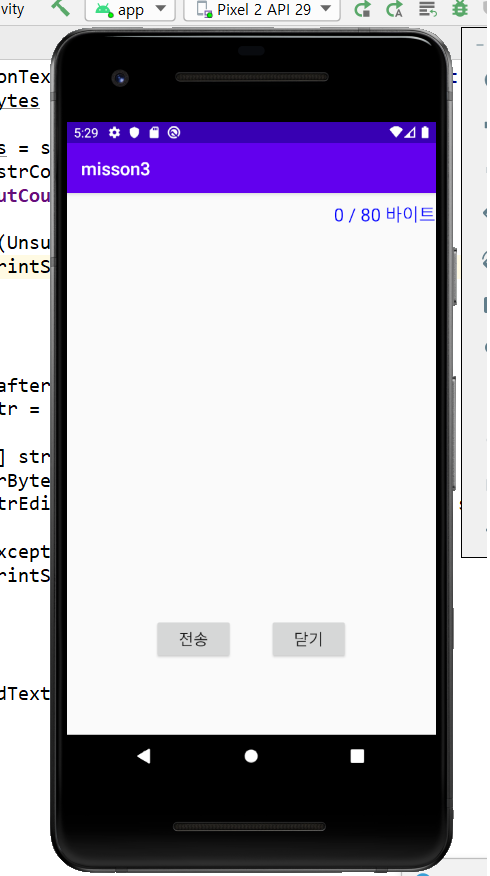 vity app Pixel 2 API 29
onTex
ytes
5:29
s = s
strCo
misson3
utCou
0 / 80 바이트
(Unsu
rintS
after
tr =
] str
rByte
trEdi
xcept
rintS
전송 닫기
dText